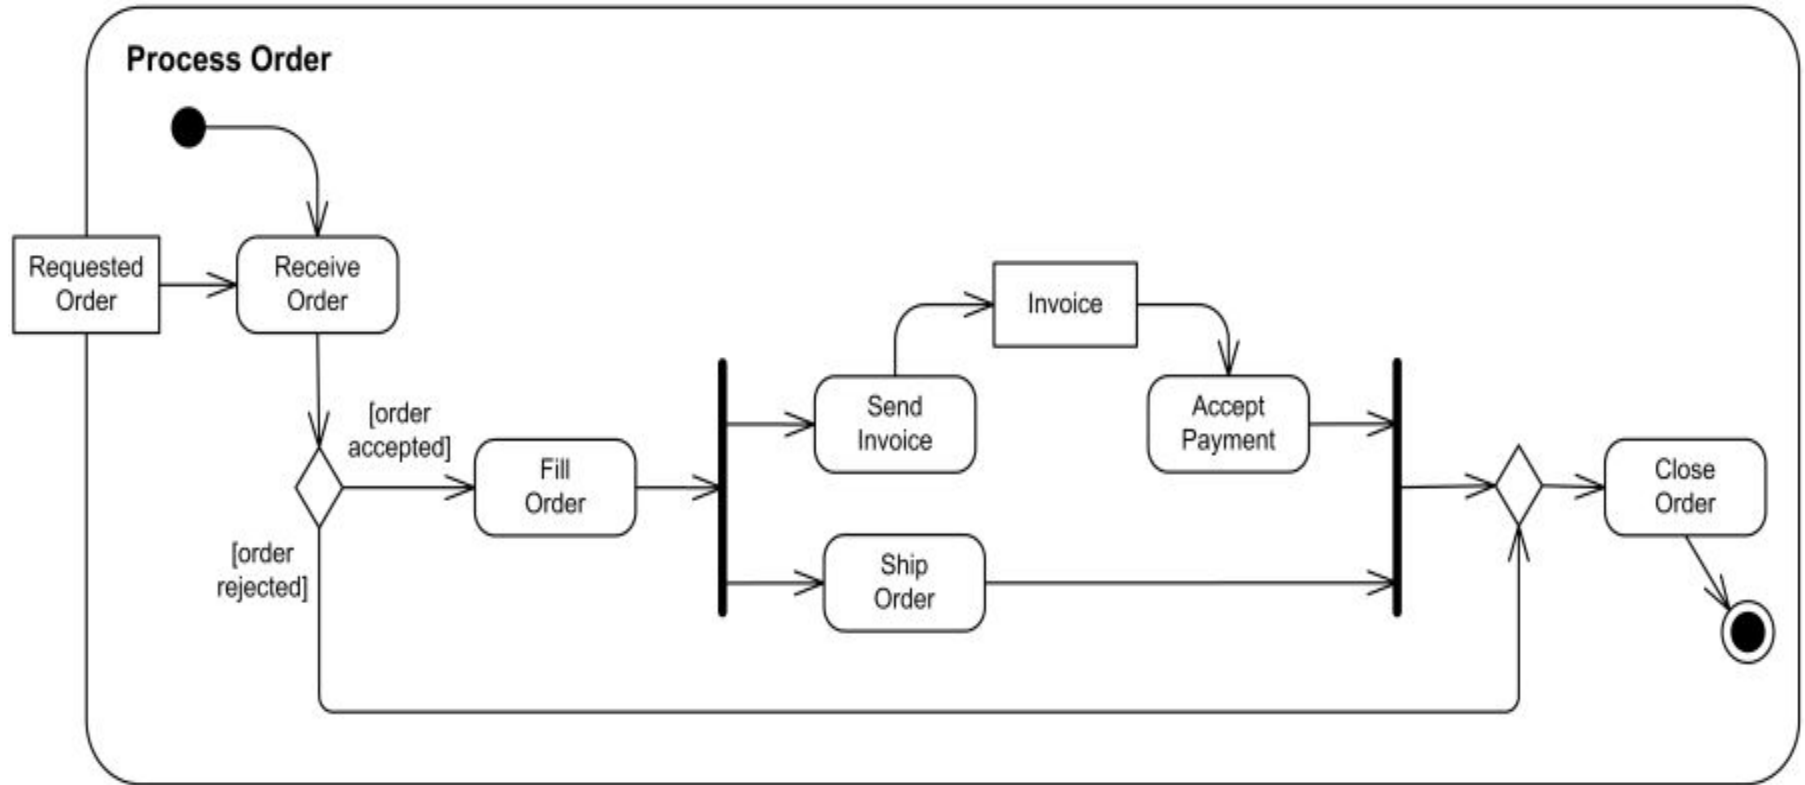 Process Order
Requested
Order
Receive
Order
[order
accepted]
[order
rejected]
Fill
Order
Send
Invoice
Invoice
Accept
Payment
Ship
Order
Close
Order